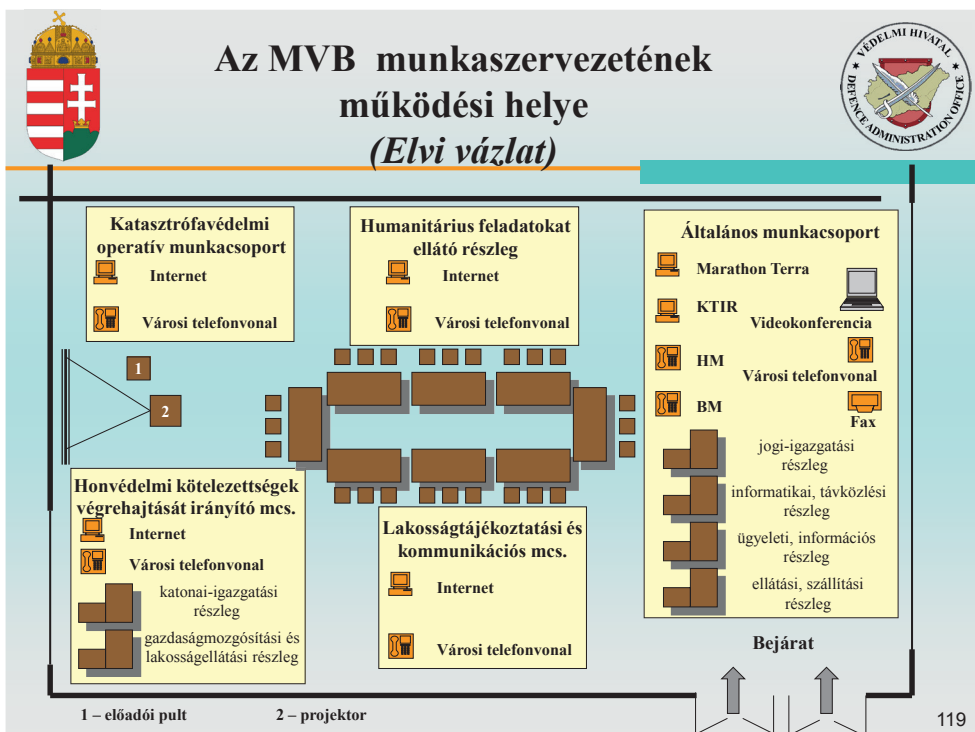 Az MVB munkaszervezetének
működési helye
(Elvi vázlat)
VÉDELMI HIVATAL
DEFENCE ADMINISTRATION OFFICE
Katasztrófavédelmi
operatív munkacsoport
Internet
Városi telefonvonal
Humanitárius feladatokat
ellátó részleg
Internet
Városi telefonvonal
Általános munkacsoport
Marathon Terra
KTIR
Videokonferencia
HM
Városi telefonvonal
BM
Fax
jogi-igazgatási
részleg
informatikai, távközlési
részleg
ügyeleti, információs
részleg
ellátási, szállítási
részleg
1
2
Honvédelmi kötelezettségek
végrehajtását irányító mcs.
Internet
Városi telefonvonal
katonai-igazgatási
részleg
gazdaságmozgósítási és
lakosságellátási részleg
Lakosságtájékoztatási és
kommunikációs mcs.
Internet
Városi telefonvonal
Bejárat
1 – előadói pult 2 – projektor
119